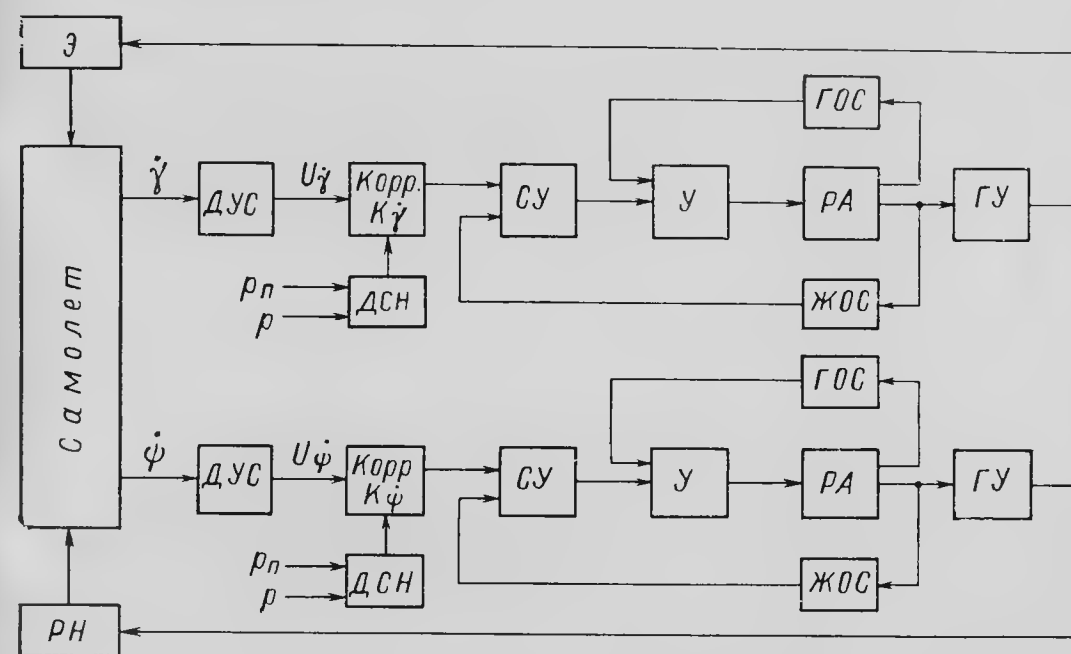 Э
ГОС
γ̇
ДУС
Uγ̇
Корр.
Kγ̇
СУ
У
РА
ГУ
pп
p
ДСН
ЖОС
Самолет
ГОС
ψ̇
ДУС
Uψ̇
Корр
Kψ̇
СУ
У
РА
ГУ
pп
p
ДСН
ЖОС
РН